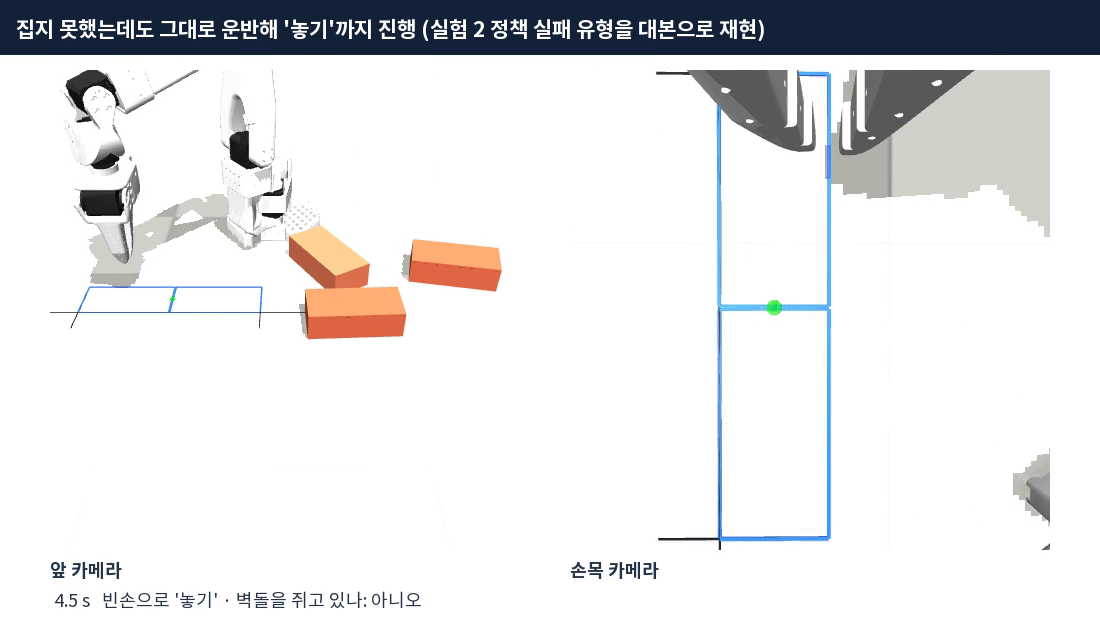 집지 못했는데도 그대로 운반해 '놓기'까지 진행 (실험 2 정책 실패 유형을 대본으로 재현)
앞 카메라
손목 카메라
4.5 s 빈손으로 '놓기' · 벽돌을 쥐고 있나: 아니오